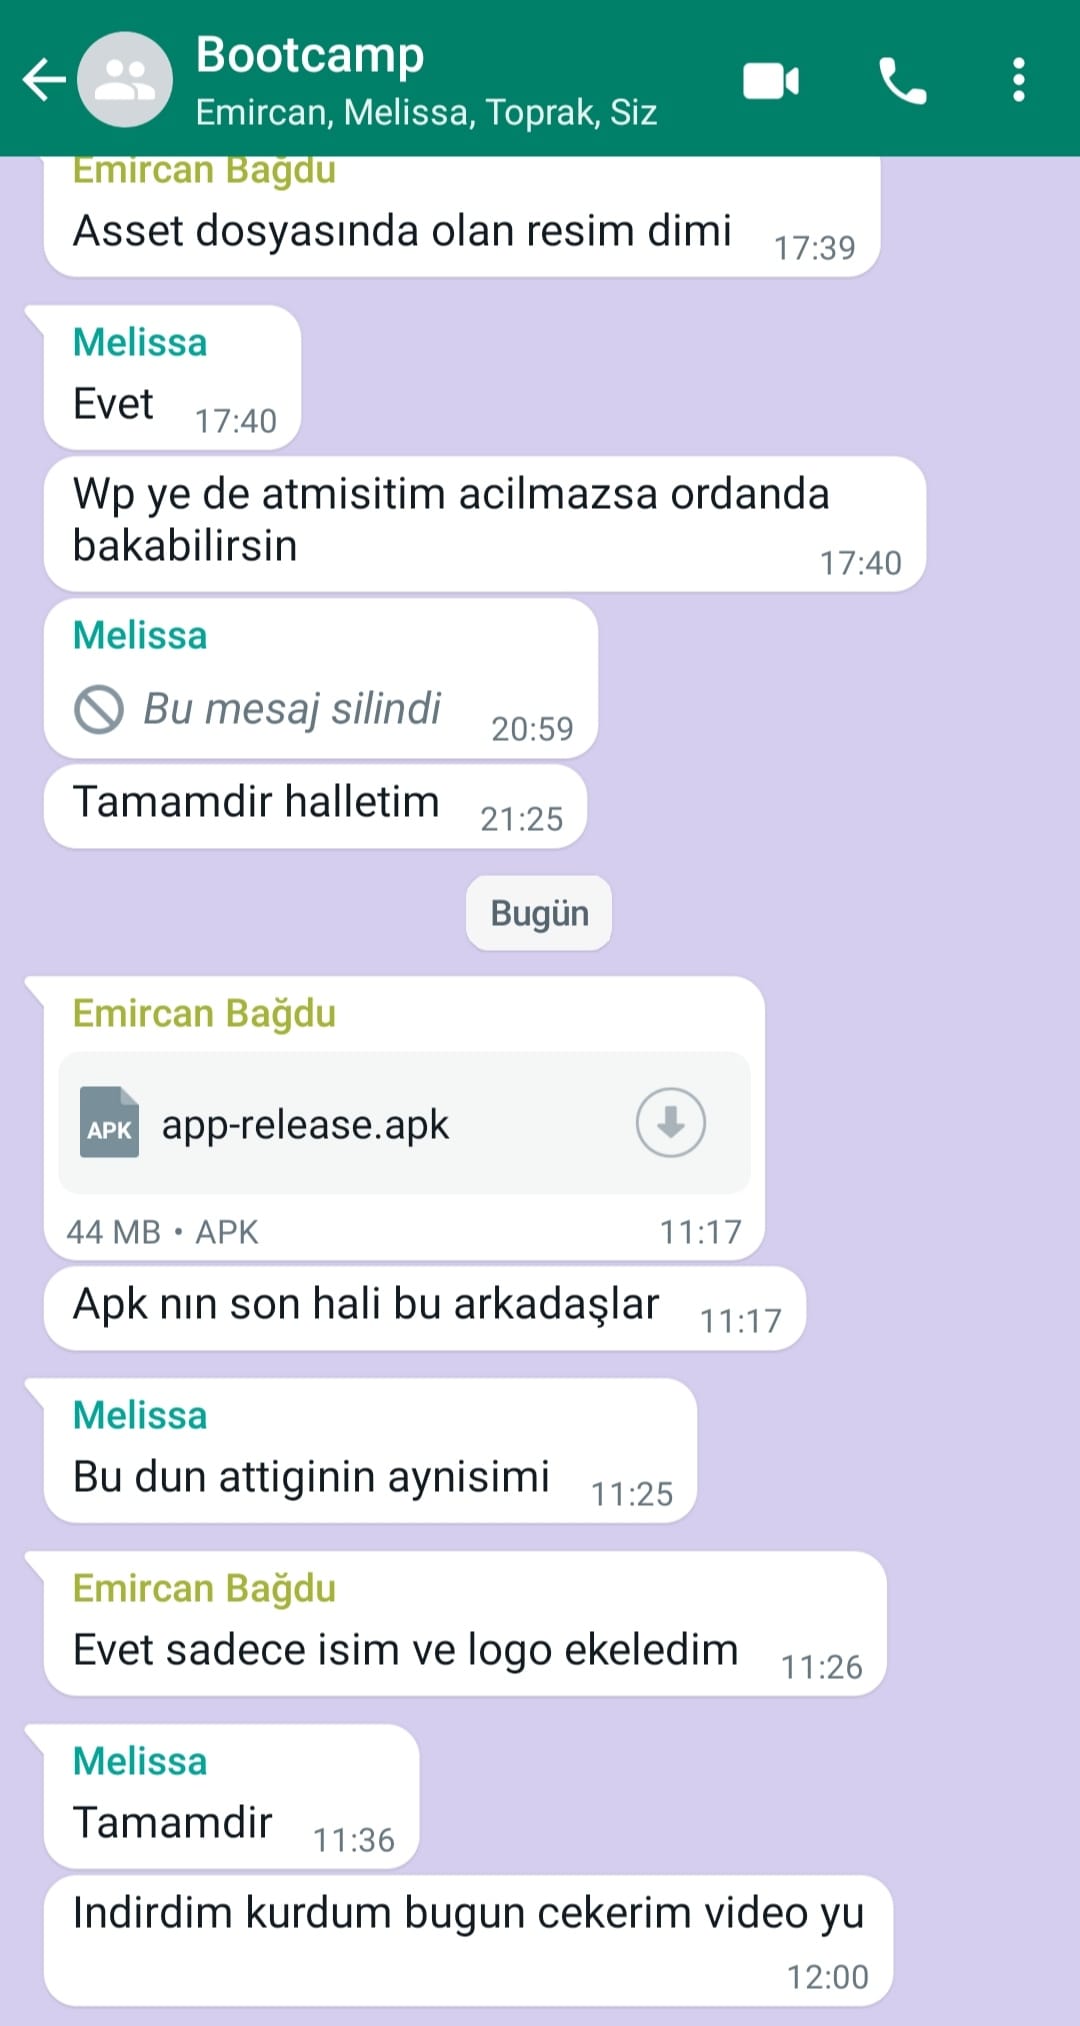 Bootcamp
Emircan, Melissa, Toprak, Siz
Emircan Bağdu
Asset dosyasında olan resim dimi 17:39
Melissa
Evet 17:40
Wp ye de atmisitim acilmazsa ordanda
bakabilirsin 17:40
Melissa
Bu mesaj silindi 20:59
Tamamdir halletim 21:25
Bugün
Emircan Bağdu
APK app-release.apk
44 MB • APK 11:17
Apk nın son hali bu arkadaşlar 11:17
Melissa
Bu dun attiginin aynisimi 11:25
Emircan Bağdu
Evet sadece isim ve logo ekeledim 11:26
Melissa
Tamamdir 11:36
Indirdim kurdum bugun cekerim video yu
12:00